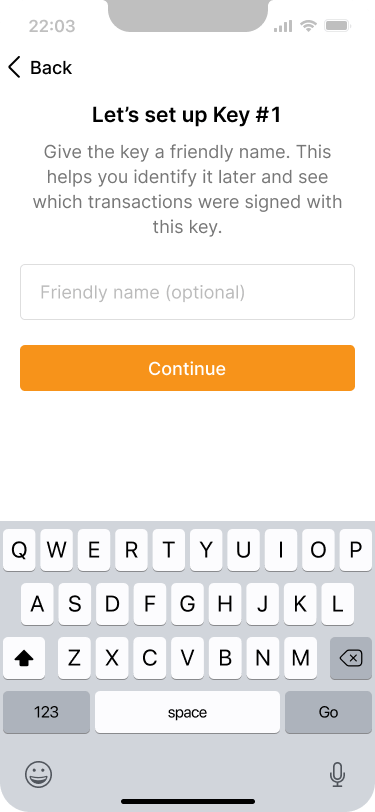 22:03
Back
Let’s set up Key #1
Give the key a friendly name. This
helps you identify it later and see
which transactions were signed with
this key.
Friendly name (optional)
Continue
Q W E R T Y U I O P
A S D F G H J K L
Z X C V B N M
123 space Go